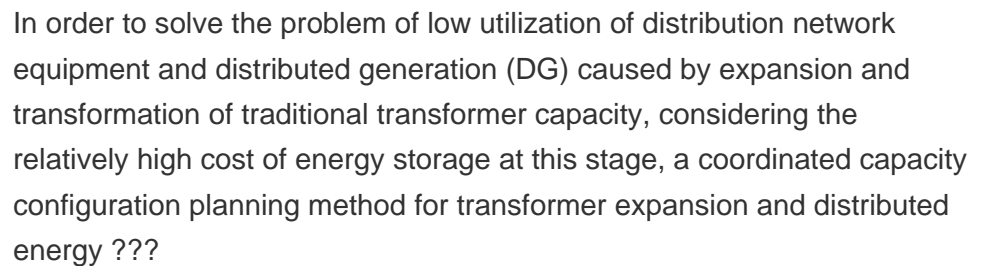 In order to solve the problem of low utilization of distribution network
equipment and distributed generation (DG) caused by expansion and
transformation of traditional transformer capacity, considering the
relatively high cost of energy storage at this stage, a coordinated capacity
configuration planning method for transformer expansion and distributed
energy ???